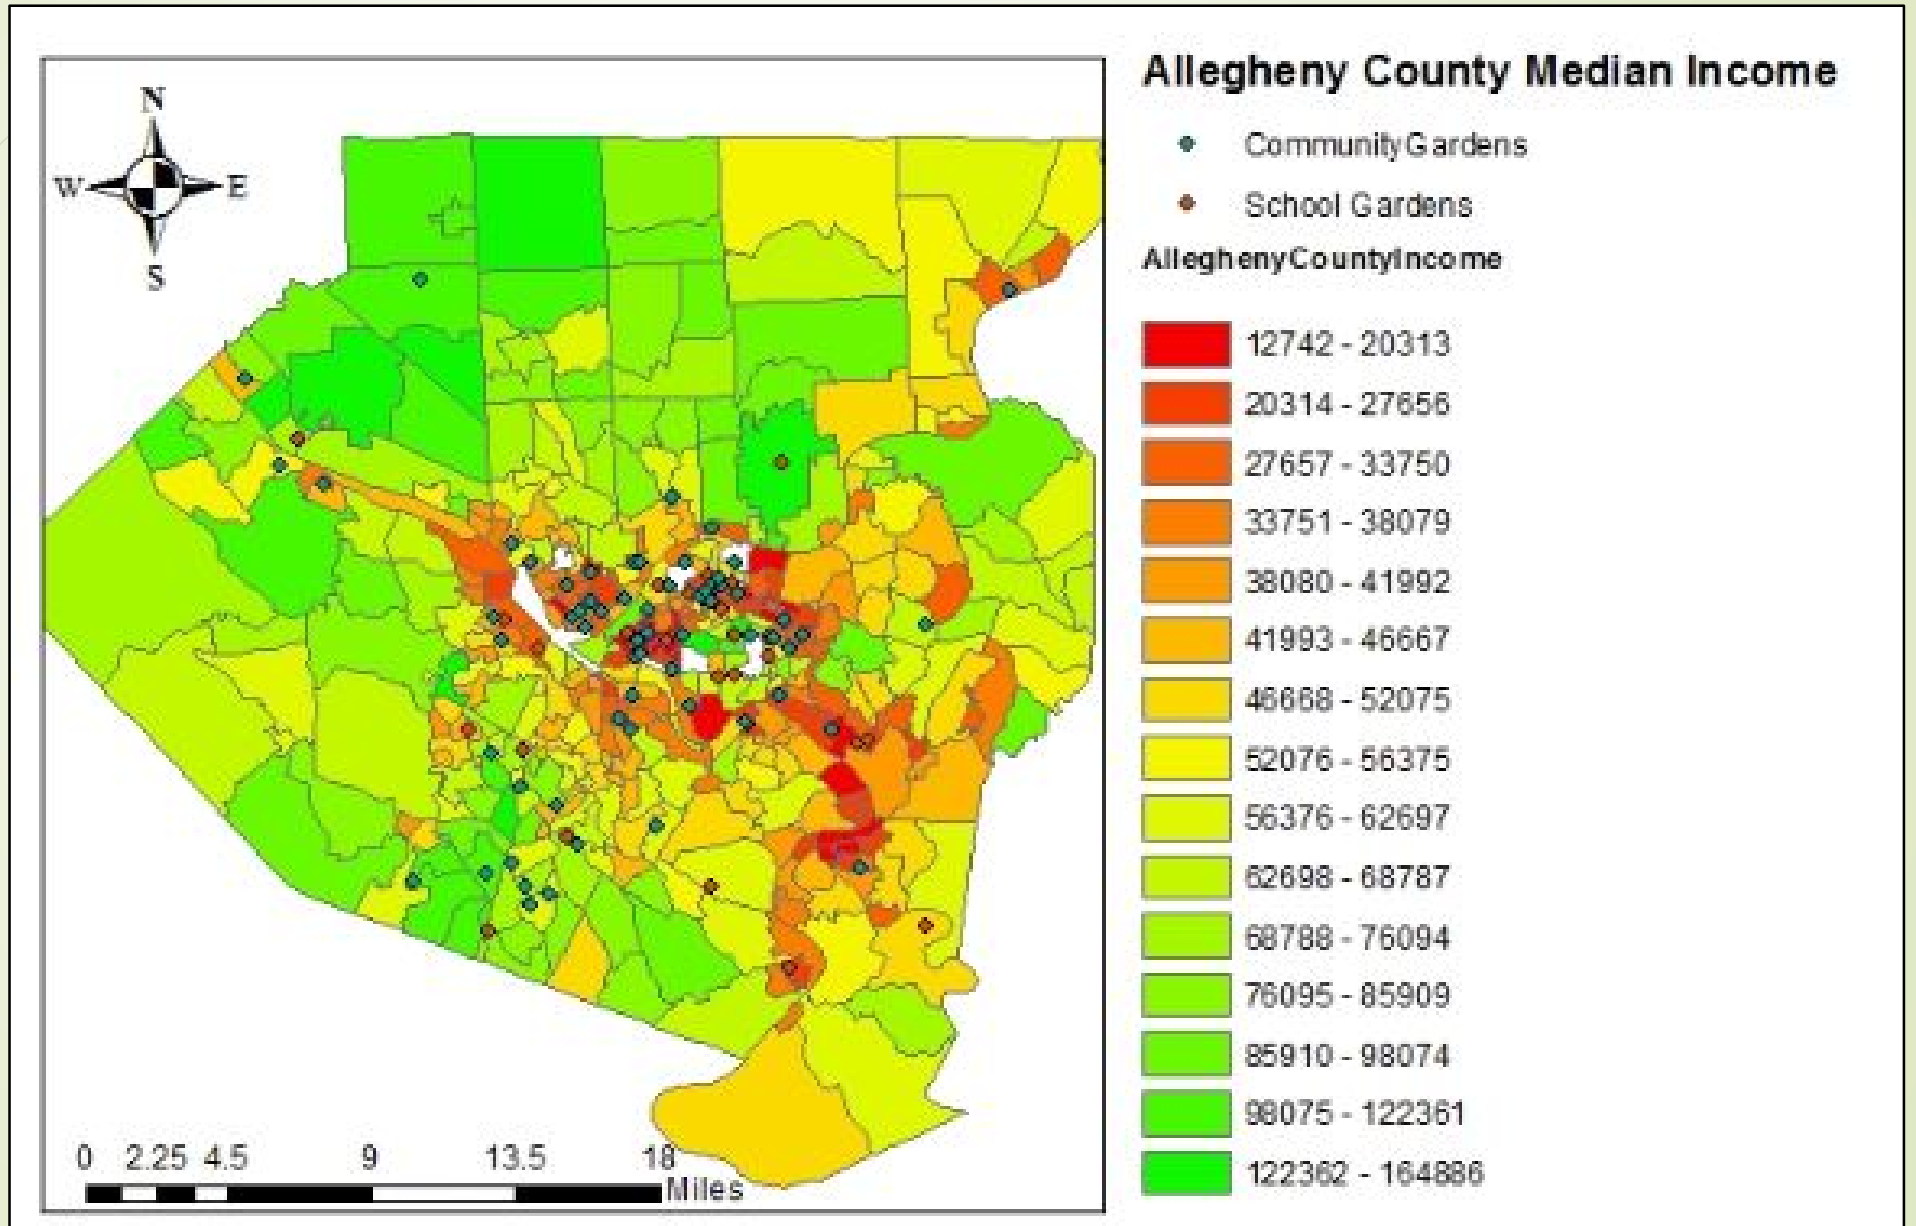 Allegheny County Median Income
CommunityGardens
School Gardens
AlleghenyCountyIncome
12742 - 20313
20314 - 27656
27657 - 33750
33751 - 38079
38080 - 41992
41993 - 46667
46668 - 52075
52076 - 56375
56376 - 62697
62698 - 68787
68788 - 76094
76095 - 85909
85910 - 98074
98075 - 122361
122362 - 164886
N
W E
S
0 2.25 4.5 9 13.5 18
Miles